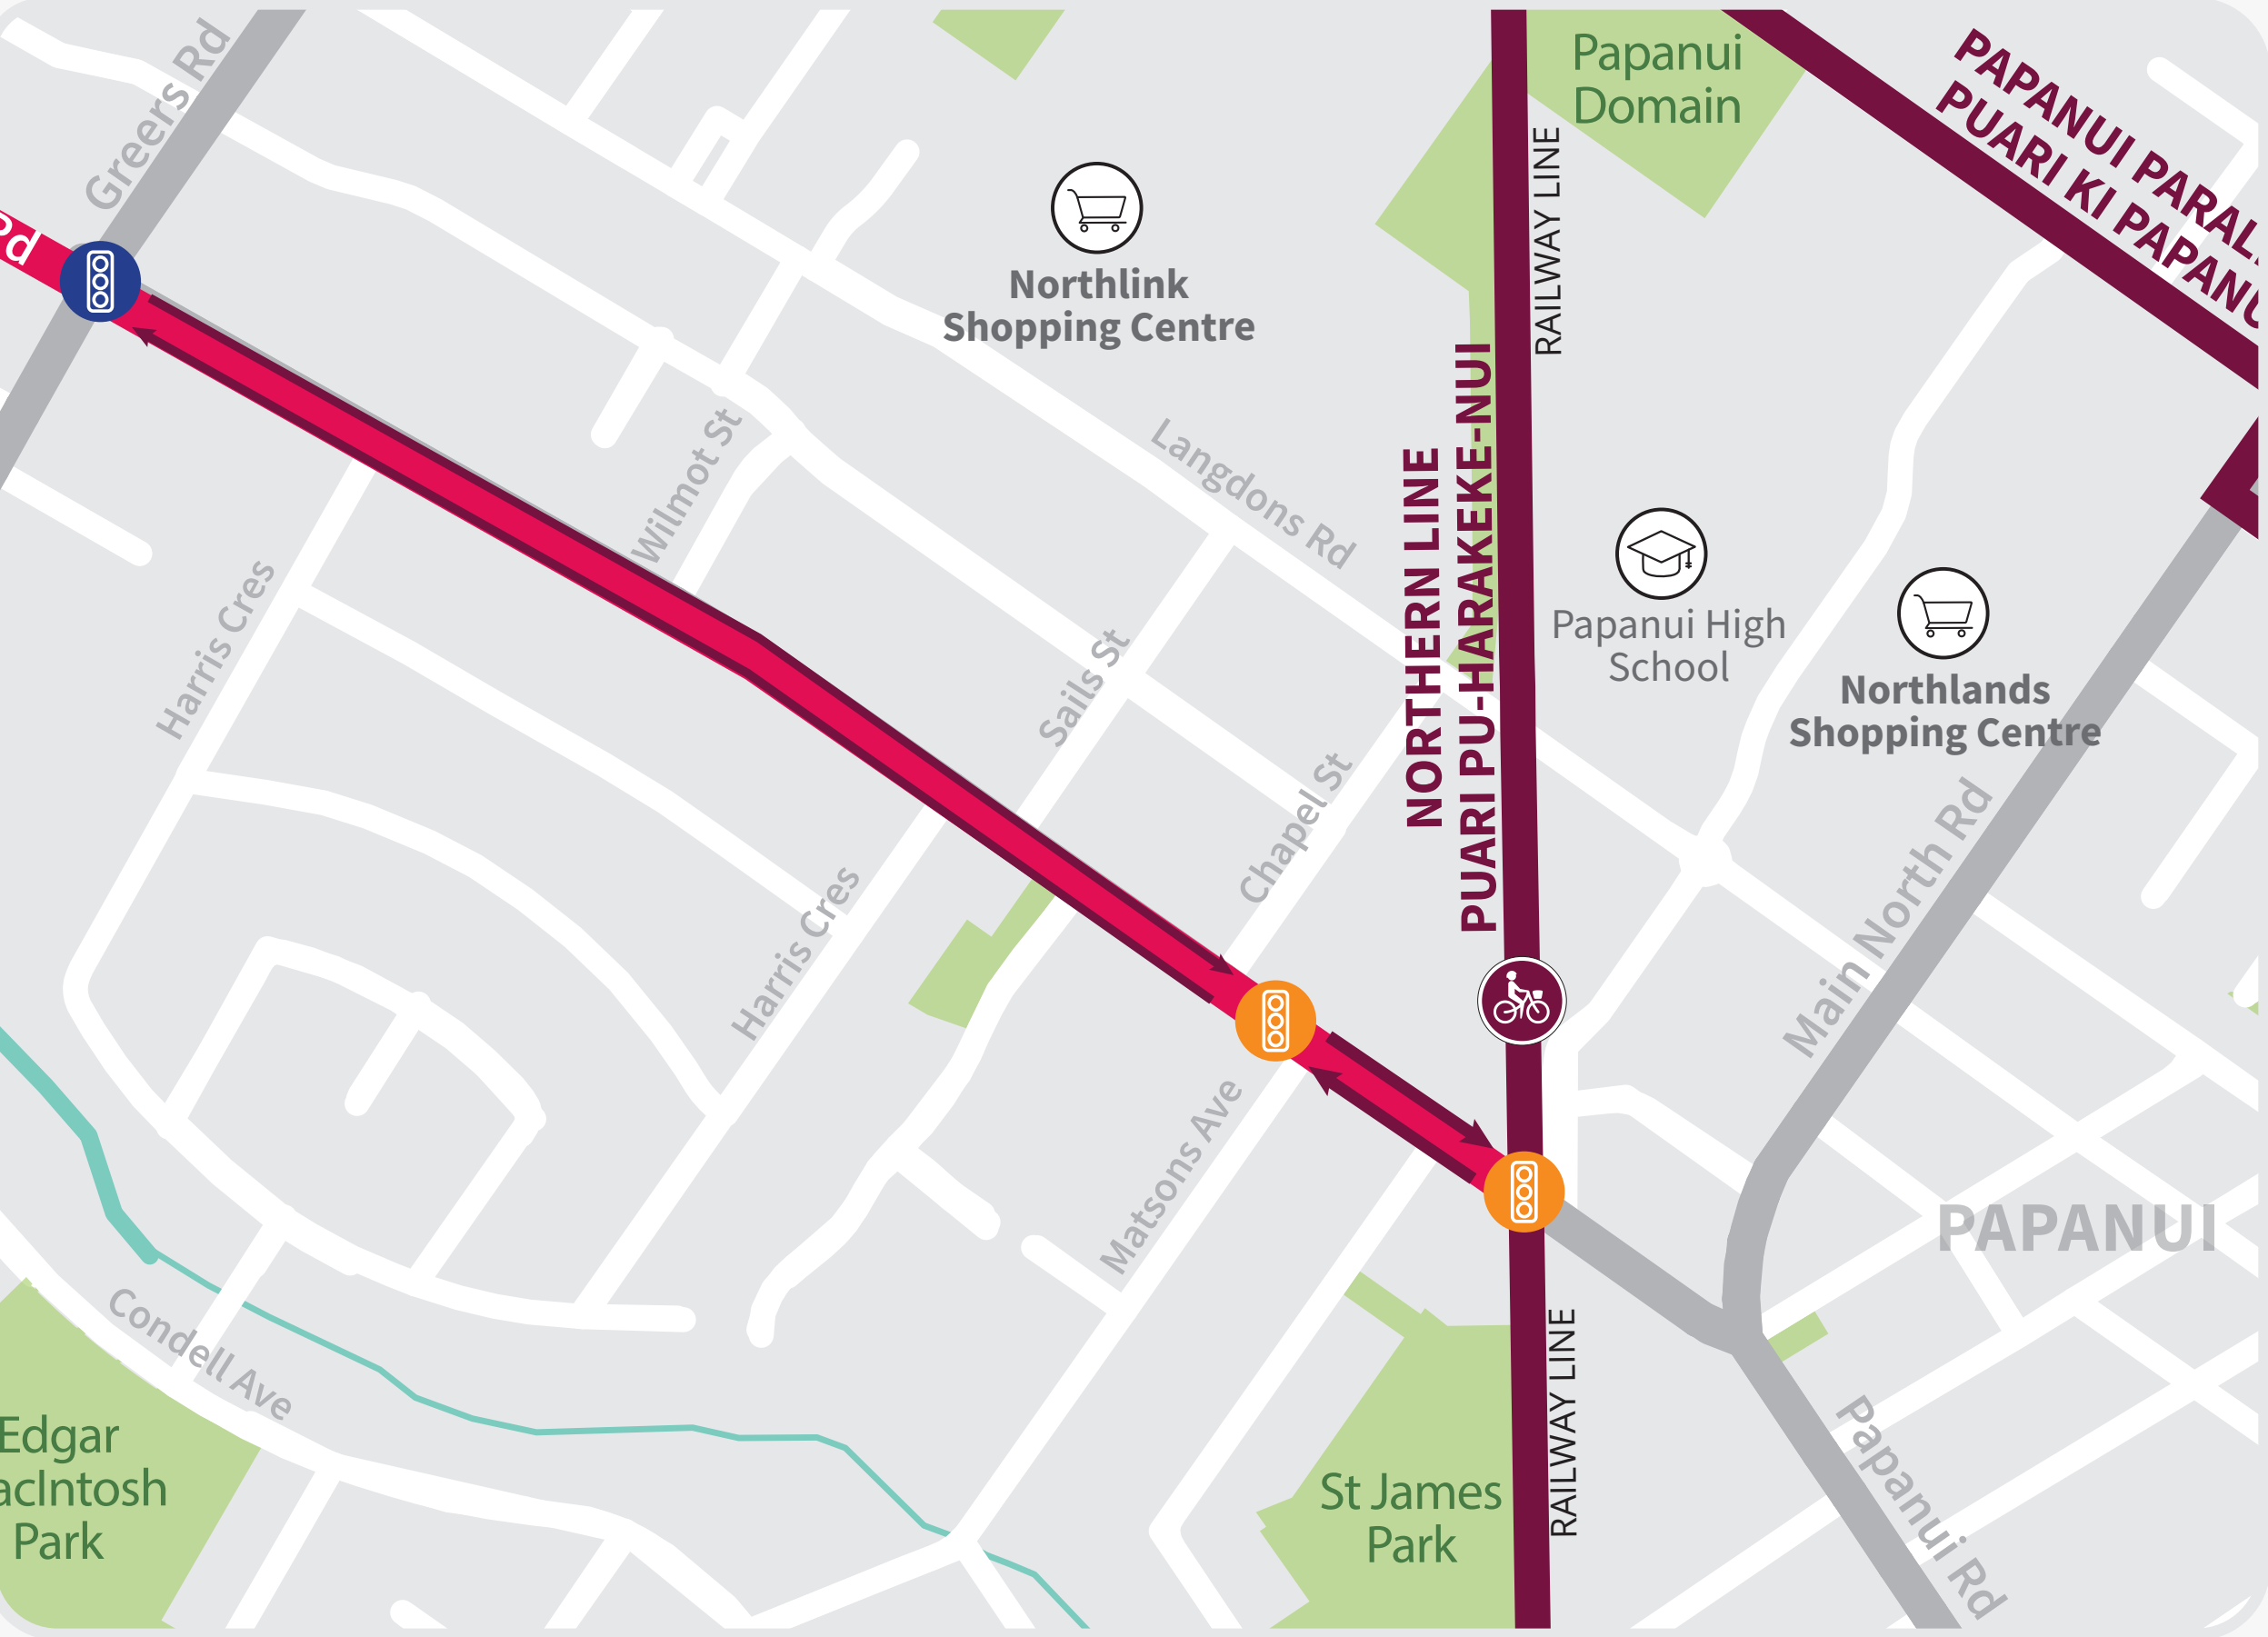 Greers Rd
Rd
Papanui
Domain
PAPANUI PARAL
PUARI KI PAPANU
RAILWAY LINE
Northlink
Shopping Centre
Langdons Rd
Wilmot St
NORTHERN LINE
PUARI PU-HARAKEKE-NUI
Papanui High
School
Northlands
Shopping Centre
Harris Cres
Sails St
Chapel St
Main North Rd
Harris Cres
Matsons Ave
PAPANUI
Condell Ave
RAILWAY LINE
Edgar
acIntosh
Park
St James
Park
Papanui Rd